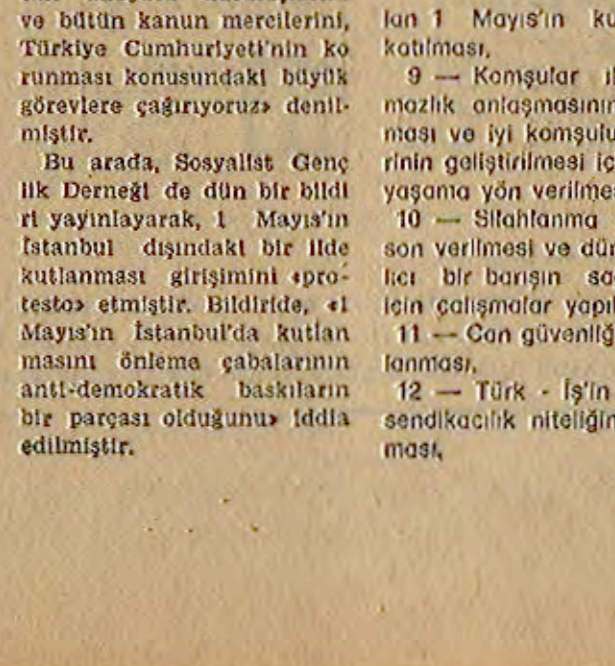 ve bütün kanun mercilerini,
Türkiye Cumhuriyeti'nin ko
runması konusundaki büyük
görevlere çağırıyoruz» denil-
miştir.
Bu arada, Sosyalist Genç
lik Derneği de dün bir bildi
ri yayınlayarak, 1 Mayıs'ın
İstanbul dışındaki bir ilde
kutlanması girişimini «pro-
testo» etmiştir. Bildiride, «1
Mayıs'ın İstanbul'da kutlan
masını önleme çabalarının
anti-demokratik baskıların
bir parçası olduğunu» iddia
edilmiştir.
lan 1 Mayıs'ın ku
katılması,
9 — Komşular il
mazlık anlaşmasının
ması ve iyi komşulu
rinin geliştirilmesi iç
yaşama yön verilmes
10 — Silahlanma
son verilmesi ve dün
lıcı bir barışın sa
için çalışmalar yapıl
11 — Can güvenliğ
lanması,
12 — Türk - İş'in
sendikacılık niteliğin
ması,